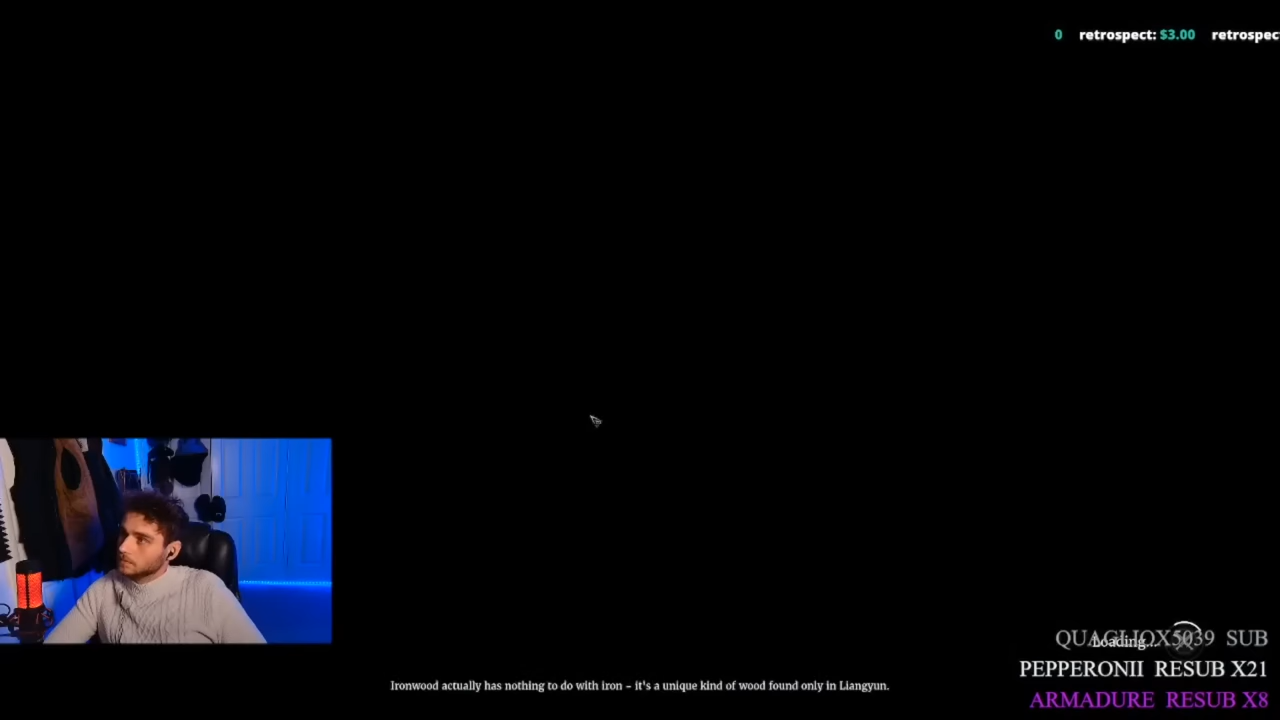 0 retrospect: $3.00 retrospec
QUAGLIOX5039 SUB
Loading...
PEPPERONII RESUB X21
Ironwood actually has nothing to do with iron - it's a unique kind of wood found only in Liangyun.
ARMADURE RESUB X8